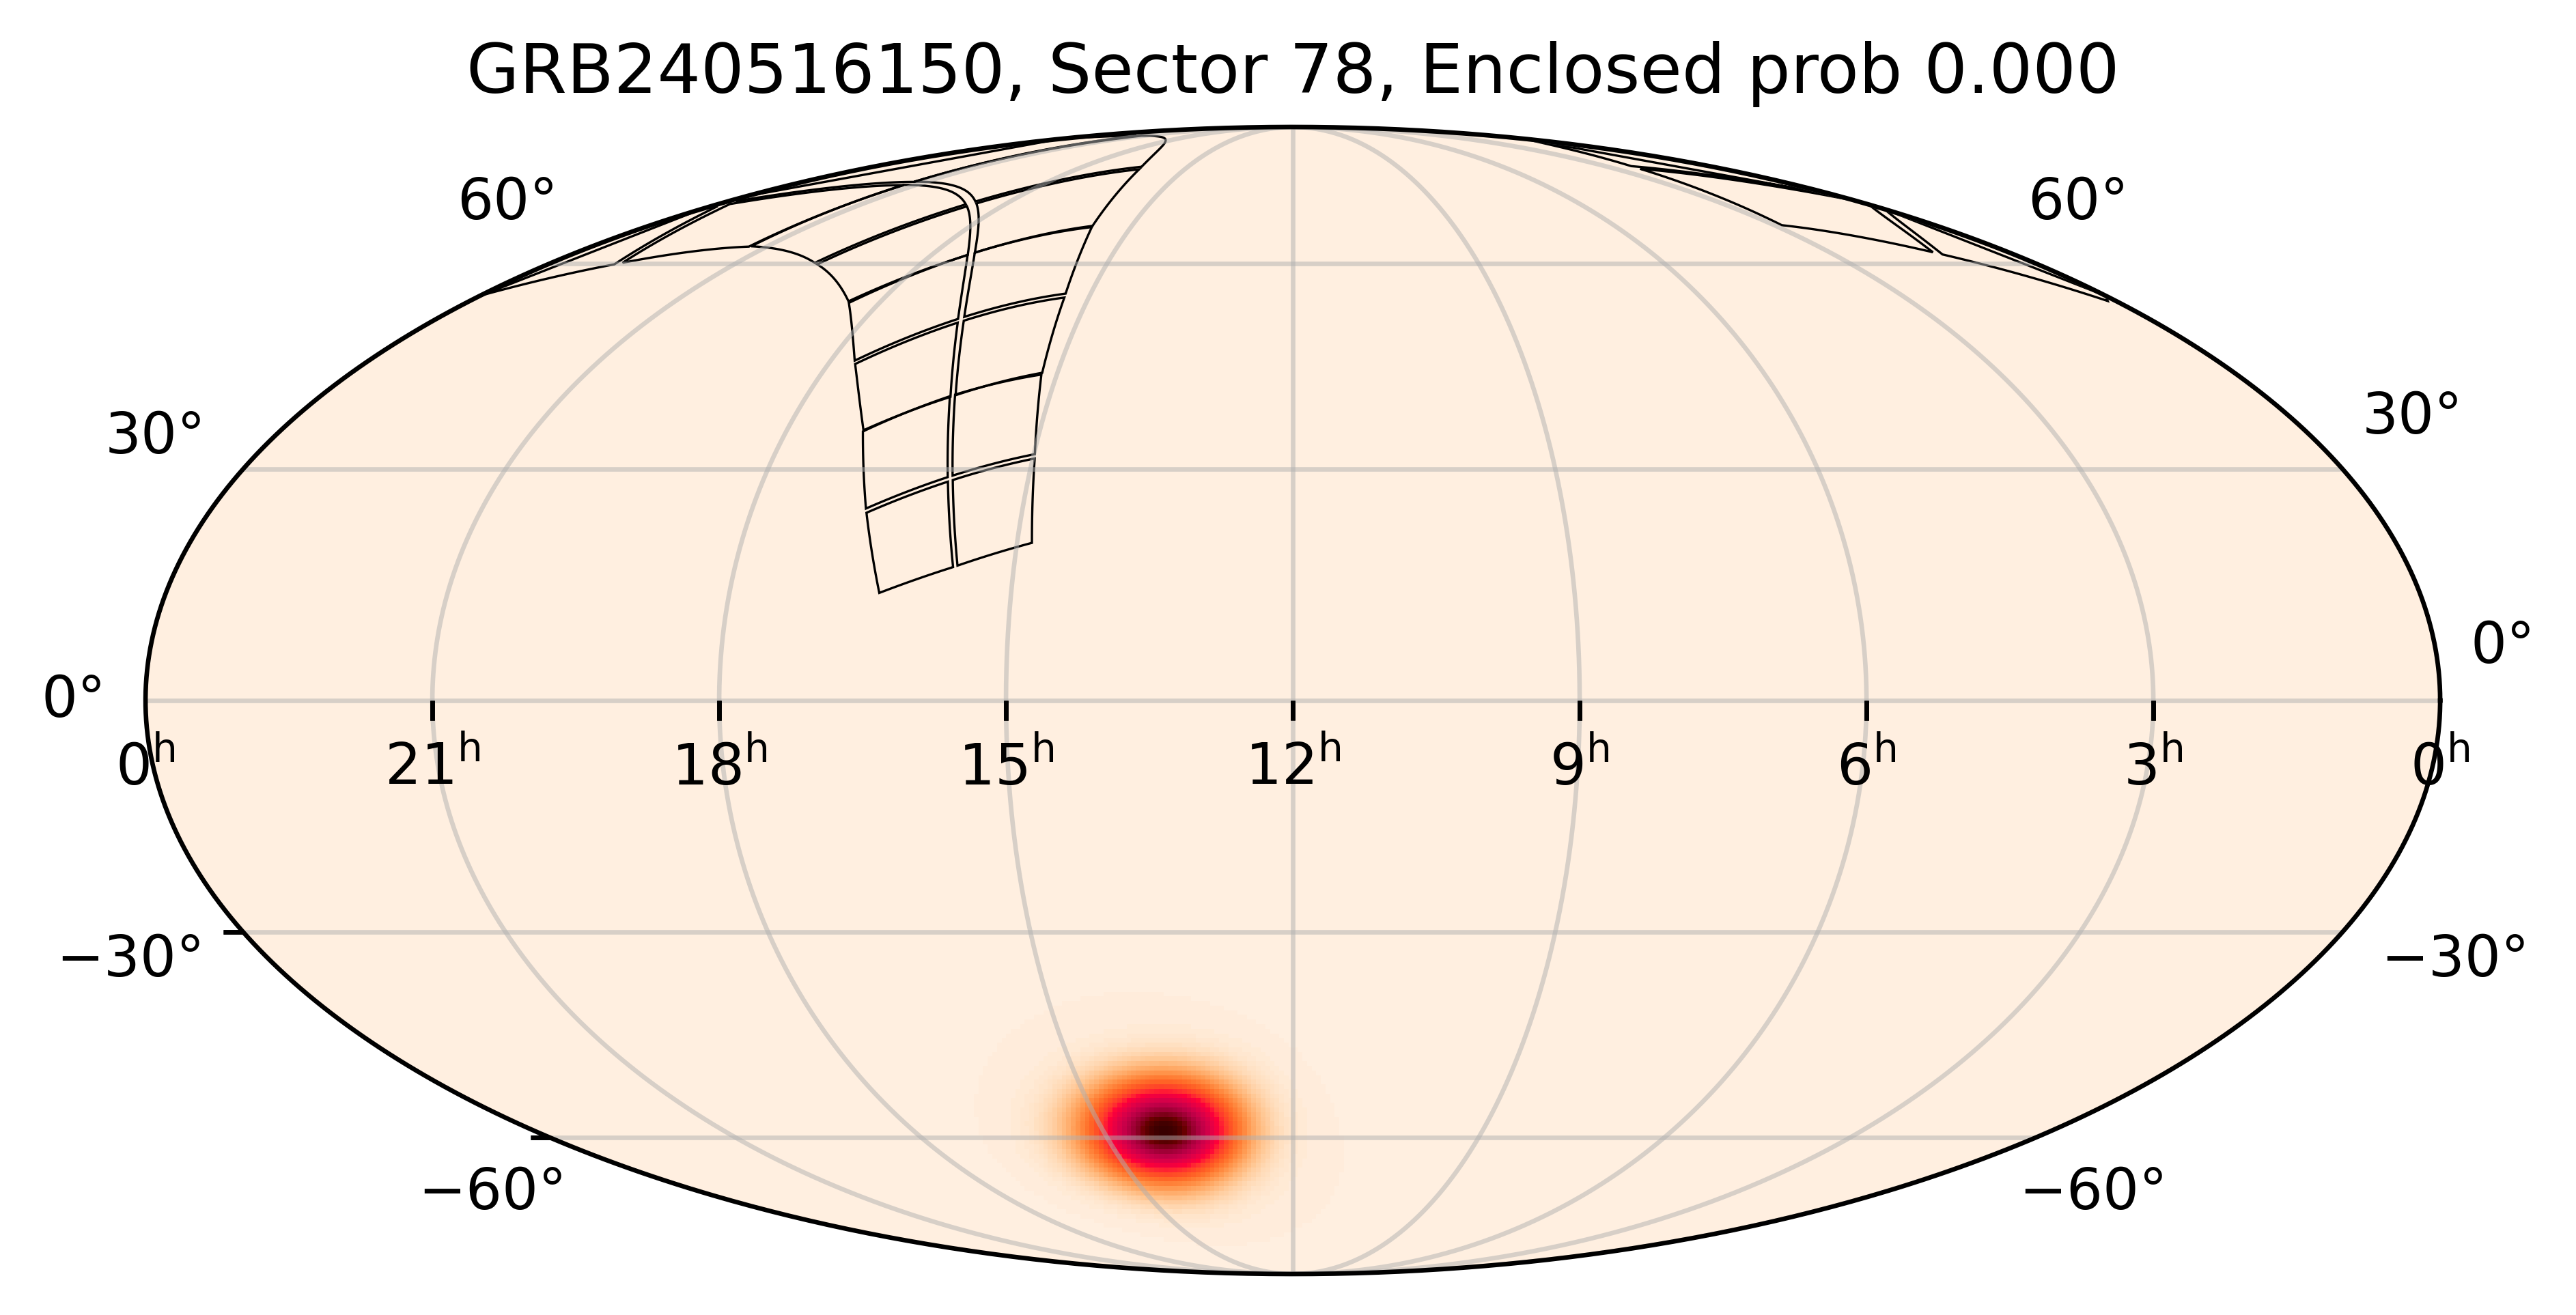 GRB240516150, Sector 78, Enclosed prob 0.000
60° 60°
30° 30°
0° 0°
0h 21h 18h 15h 12h 9h 6h 3h 0h
−30° −30°
−60° −60°